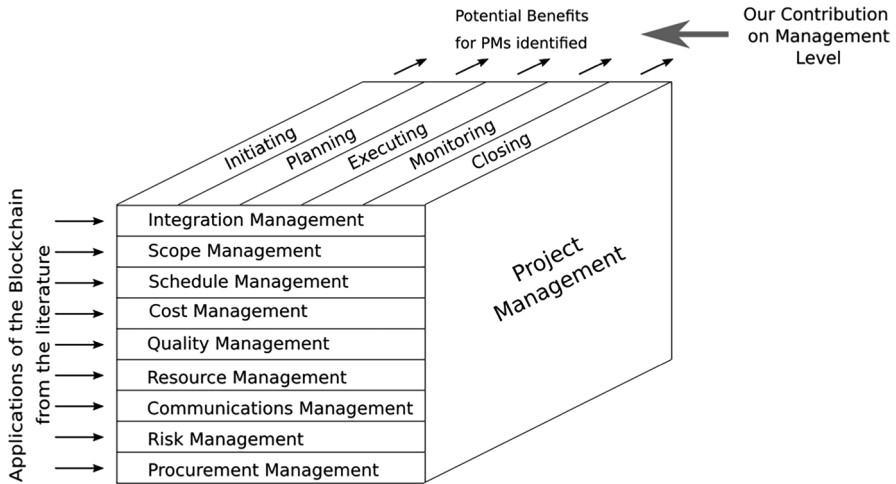 Potential Benefits
for PMs identified
Our Contribution
on Management
Level
Initiating
Planning
Executing
Monitoring
Closing
Applications of the Blockchain
from the literature
Integration Management
Scope Management
Schedule Management
Cost Management
Quality Management
Resource Management
Communications Management
Risk Management
Procurement Management
Project
Management